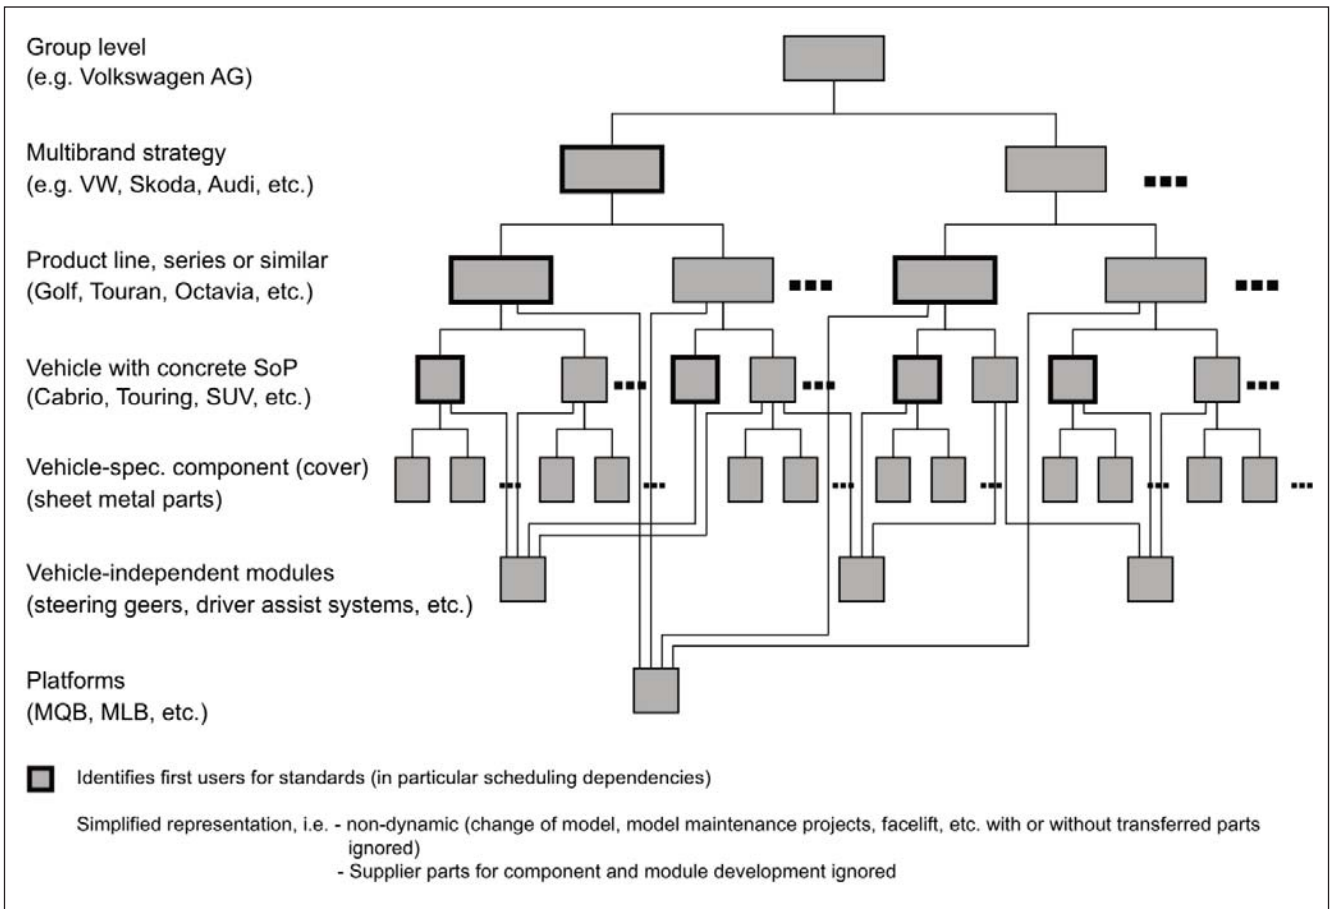 Group level
(e.g. Volkswagen AG)
Multibrand strategy
(e.g. VW, Skoda, Audi, etc.)
Product line, series or similar
(Golf, Touran, Octavia, etc.)
Vehicle with concrete SoP
(Cabrio, Touring, SUV, etc.)
Vehicle-spec. component (cover)
(sheet metal parts)
Vehicle-independent modules
(steering geers, driver assist systems, etc.)
Platforms
(MQB, MLB, etc.)
Identifies first users for standards (in particular scheduling dependencies)
Simplified representation, i.e. - non-dynamic (change of model, model maintenance projects, facelift, etc. with or without transferred parts
ignored)
- Supplier parts for component and module development ignored